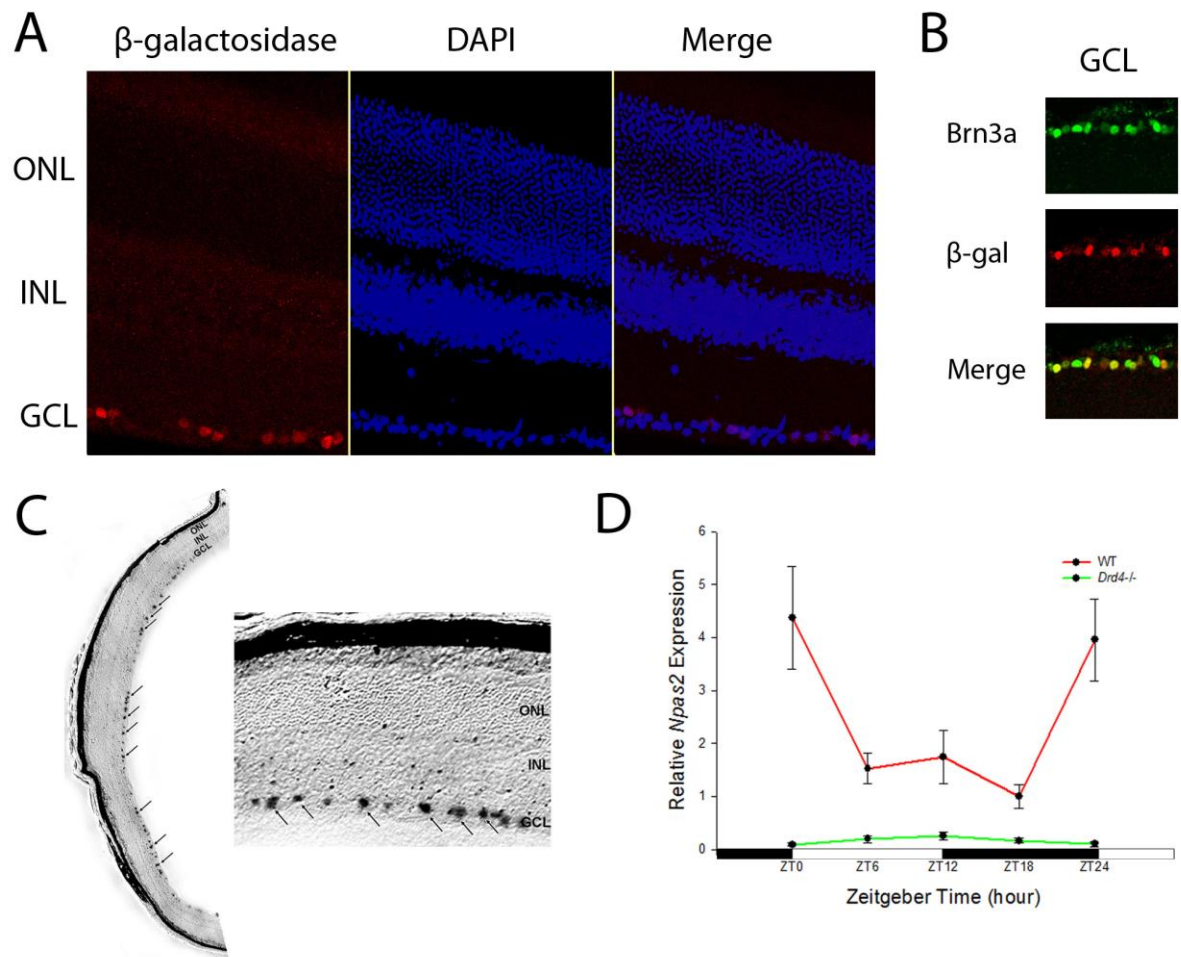 A
β-galactosidase
DAPI
Merge
ONL
INL
GCL
B
GCL
Brn3a
β-gal
Merge
C
ONL
INL
GCL
ONL
INL
GCL
D
Relative Npas2 Expression
6
5
4
3
2
1
0
WT
Drd4-/-
ZT0
ZT6
ZT12
ZT18
ZT24
Zeitgeber Time (hour)